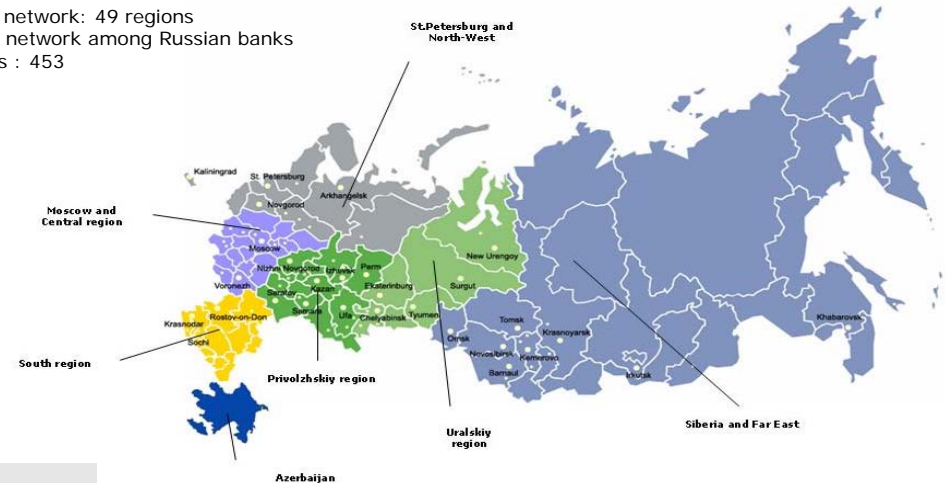 network: 49 regions
network among Russian banks
s : 453
St.Petersburg and
North-West
Kaliningrad
St. Petersburg
Arkhangelsk
Novgorod
Moscow and
Central region
Moscow
Nizhni Novgorod
Izhevsk
Perm
New Urengoy
Voronezh
Kazan
Ekaterinburg
Surgut
Saratov
Samara
Ufa
Chelyabinsk
Tyumen
Krasnodar
Rostov-on-Don
Sochi
Tomsk
Krasnoyarsk
Khabarovsk
Omsk
Novosibirsk
Kemerovo
Barnaul
Irkutsk
South region
Privolzhskiy region
Uralskiy
region
Siberia and Far East
Azerbaijan